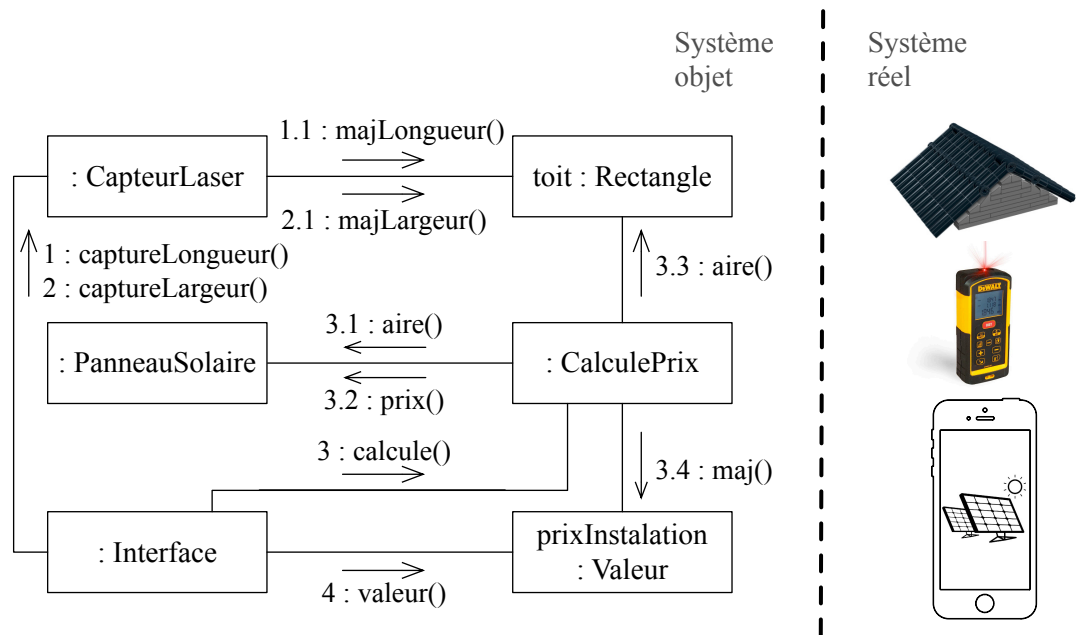 Système
objet
Système
réel
1.1 : majLongueur()
: CapteurLaser
toit : Rectangle
2.1 : majLargeur()
1 : captureLongueur()
2 : captureLargeur()
3.3 : aire()
DEWALT
3.1 : aire()
: PanneauSolaire
: CalculePrix
3.2 : prix()
3 : calcule()
3.4 : maj()
: Interface
prixInstalation
: Valeur
4 : valeur()